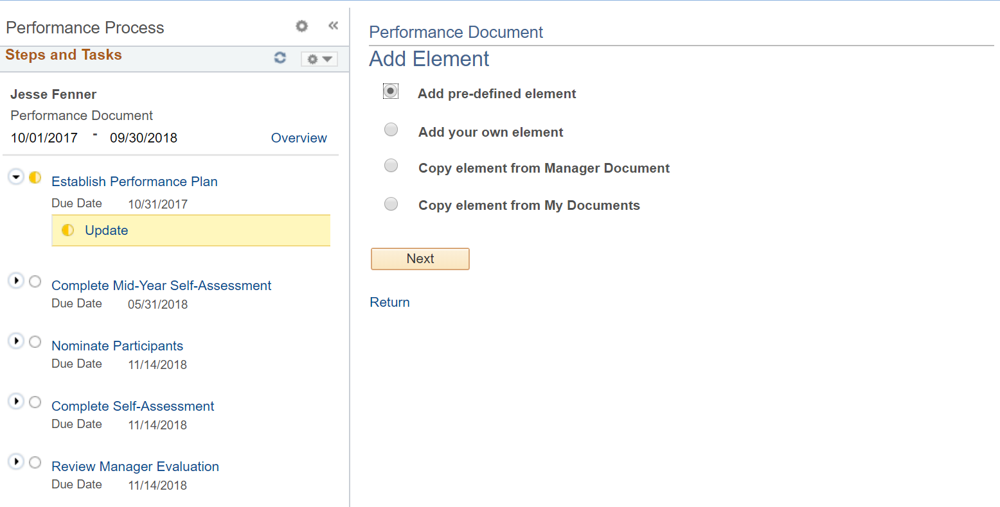 Performance Process
Steps and Tasks
Jesse Fenner
Performance Document
10/01/2017 - 09/30/2018 Overview
Establish Performance Plan
Due Date 10/31/2017
Update
Complete Mid-Year Self-Assessment
Due Date 05/31/2018
Nominate Participants
Due Date 11/14/2018
Complete Self-Assessment
Due Date 11/14/2018
Review Manager Evaluation
Due Date 11/14/2018
Performance Document
Add Element
Add pre-defined element
Add your own element
Copy element from Manager Document
Copy element from My Documents
Next
Return